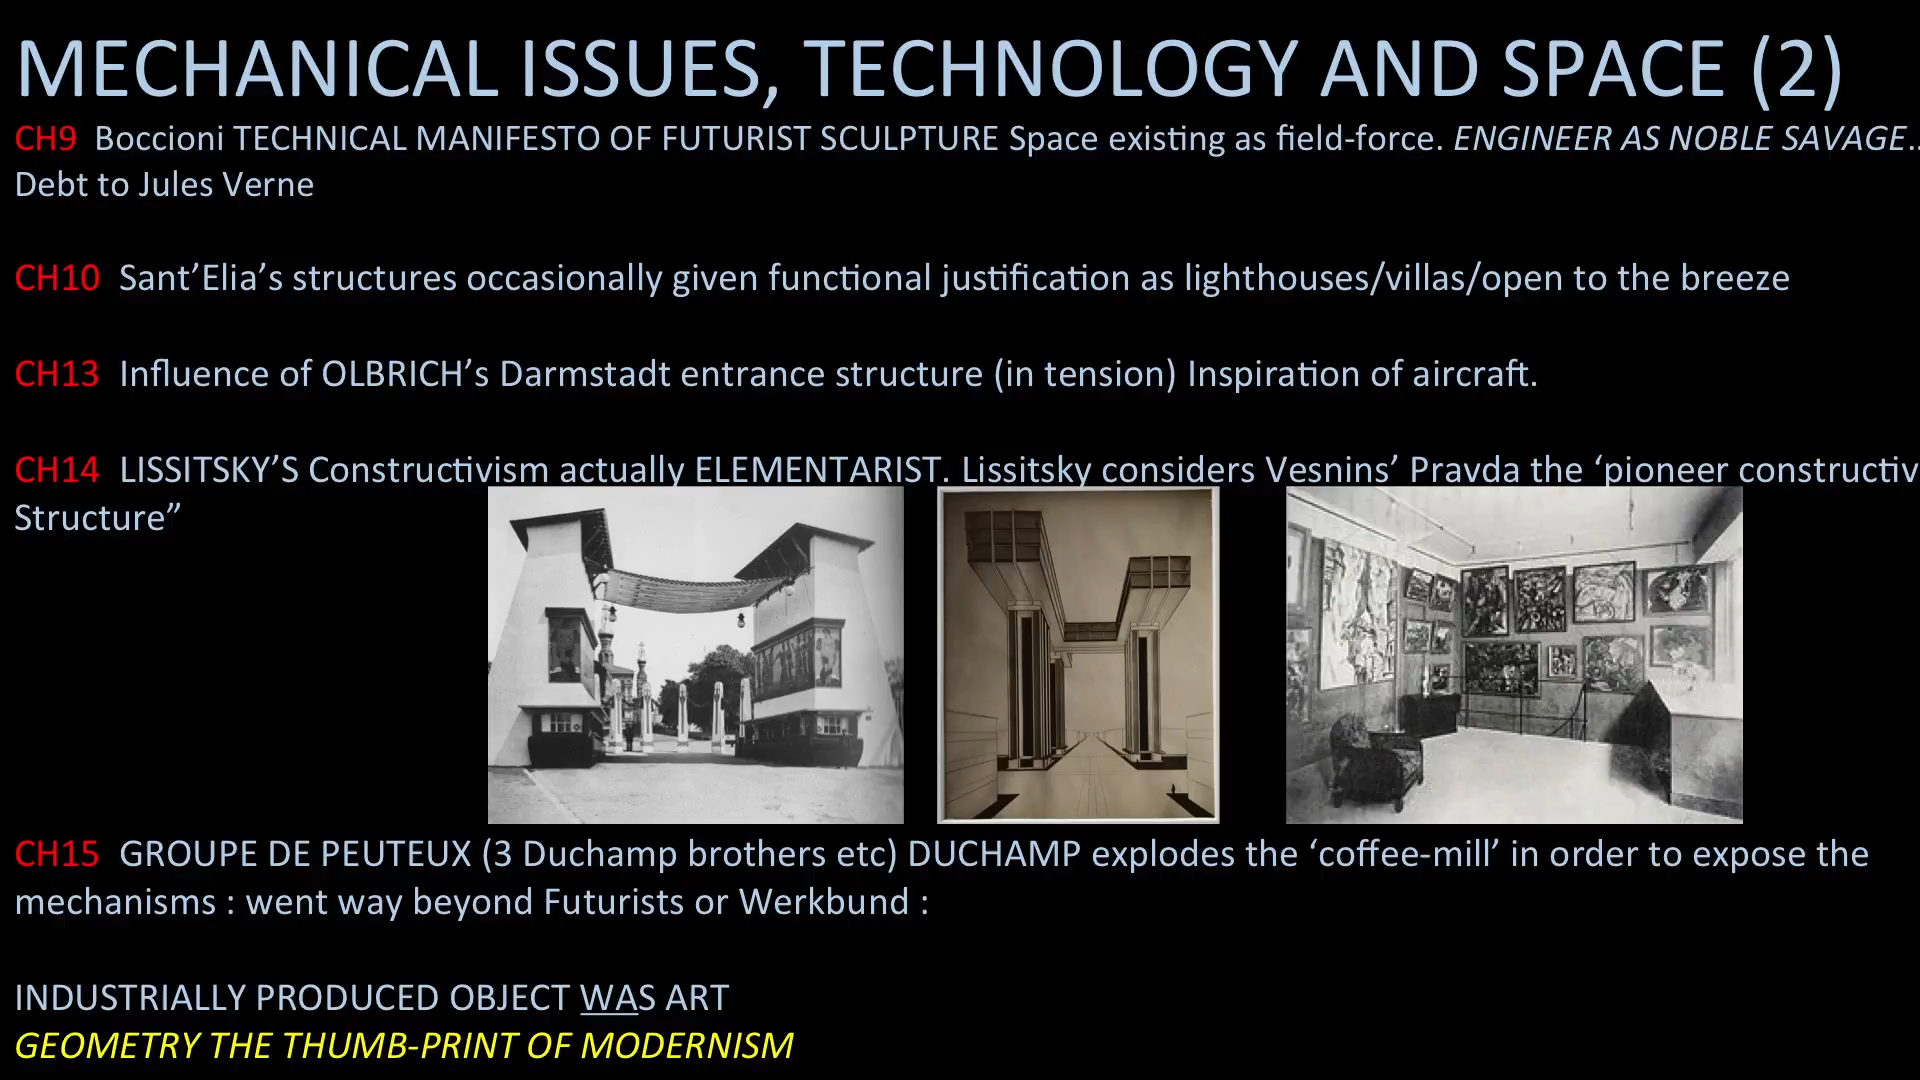 MECHANICAL ISSUES, TECHNOLOGY AND SPACE (2)
CH9 Boccioni TECHNICAL MANIFESTO OF FUTURIST SCULPTURE Space existing as field-force. ENGINEER AS NOBLE SAVAGE..
Debt to Jules Verne
CH10 Sant’Elia’s structures occasionally given functional justification as lighthouses/villas/open to the breeze
CH13 Influence of OLBRICH’s Darmstadt entrance structure (in tension) Inspiration of aircraft.
CH14 LISSITSKY’S Constructivism actually ELEMENTARIST. Lissitsky considers Vesnins’ Pravda the ‘pioneer constructiv
Structure”
CH15 GROUPE DE PEUTEUX (3 Duchamp brothers etc) DUCHAMP explodes the ‘coffee-mill’ in order to expose the
mechanisms : went way beyond Futurists or Werkbund :
INDUSTRIALLY PRODUCED OBJECT WAS ART
GEOMETRY THE THUMB-PRINT OF MODERNISM